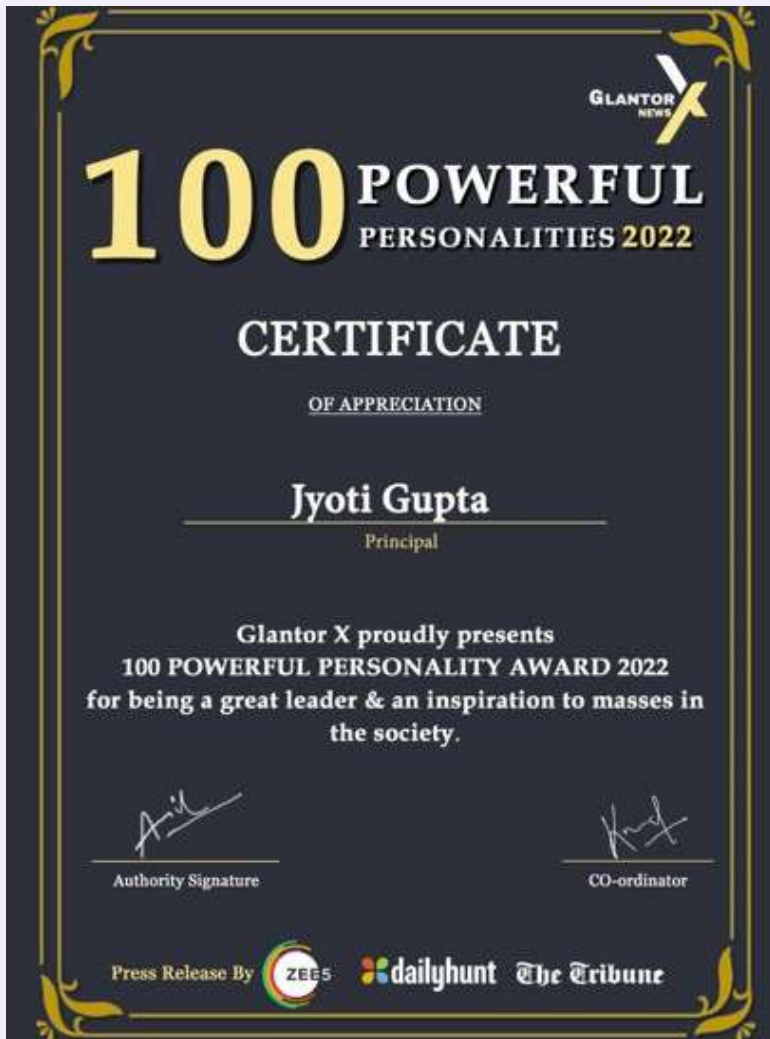 GLANTOR X
NEWS
100 POWERFUL
PERSONALITIES 2022
CERTIFICATE
OF APPRECIATION
Jyoti Gupta
Principal
Glantor X proudly presents
100 POWERFUL PERSONALITY AWARD 2022
for being a great leader & an inspiration to masses in
the society.
Authority Signature
CO-ordinator
Press Release By ZEE5 dailyhunt The Tribune